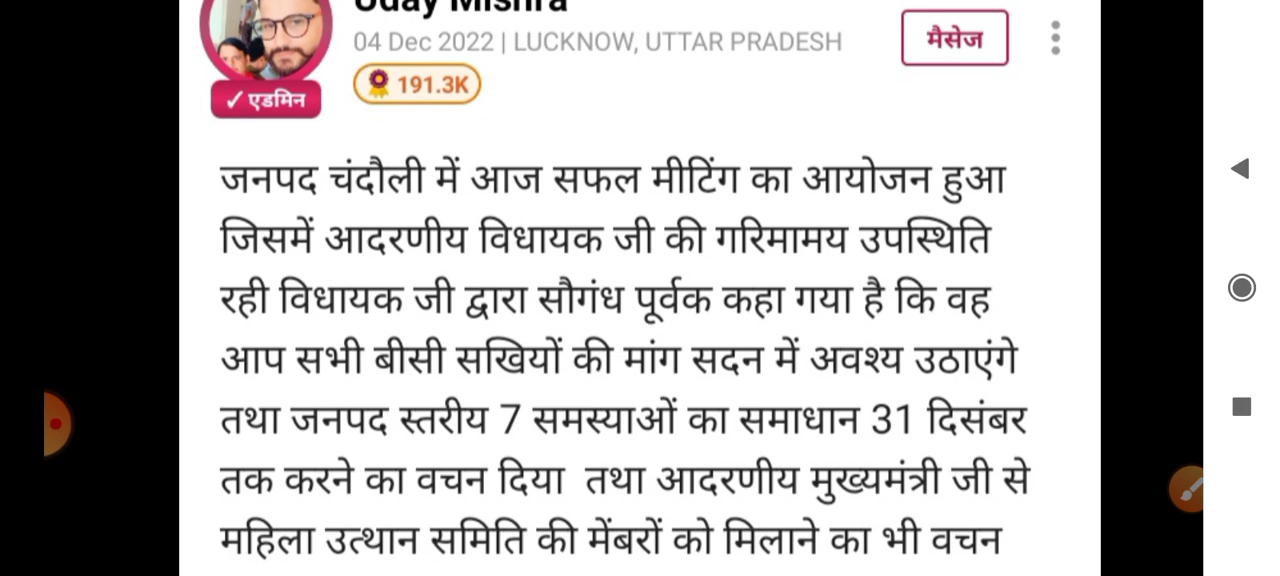 Uday Mishra
04 Dec 2022 | LUCKNOW, UTTAR PRADESH
मैसेज
191.3K
✓ एडमिन
जनपद चंदौली में आज सफल मीटिंग का आयोजन हुआ
जिसमें आदरणीय विधायक जी की गरिमामय उपस्थिति
रही विधायक जी द्वारा सौगंध पूर्वक कहा गया है कि वह
आप सभी बीसी सखियों की मांग सदन में अवश्य उठाएंगे
तथा जनपद स्तरीय 7 समस्याओं का समाधान 31 दिसंबर
तक करने का वचन दिया तथा आदरणीय मुख्यमंत्री जी से
महिला उत्थान समिति की मेंबरों को मिलाने का भी वचन